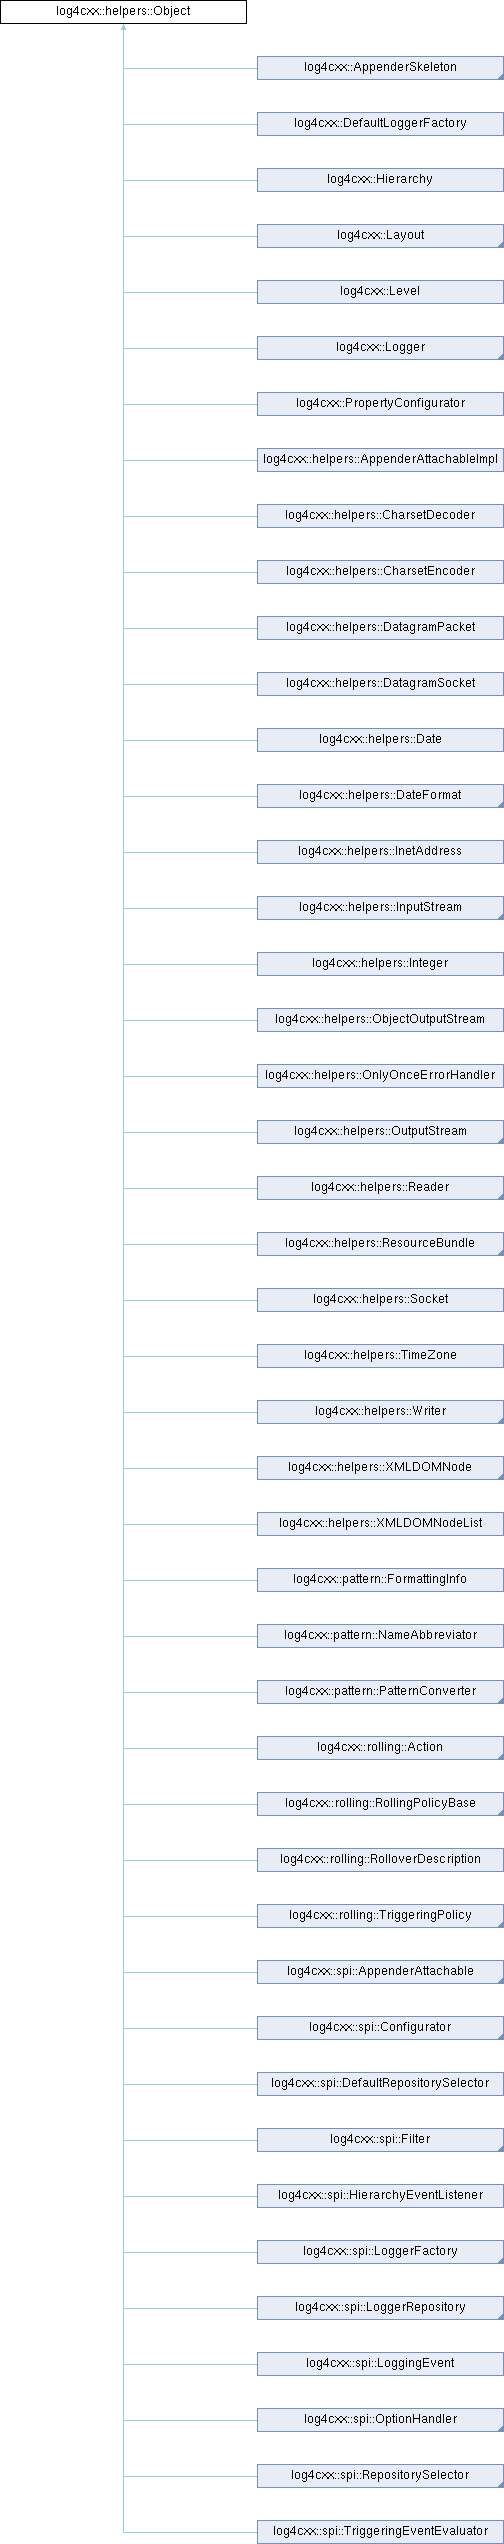 log4cxx::helpers::Object
log4cxx::AppenderSkeleton
log4cxx::DefaultLoggerFactory
log4cxx::Hierarchy
log4cxx::Layout
log4cxx::Level
log4cxx::Logger
log4cxx::PropertyConfigurator
log4cxx::helpers::AppenderAttachableImpl
log4cxx::helpers::CharsetDecoder
log4cxx::helpers::CharsetEncoder
log4cxx::helpers::DatagramPacket
log4cxx::helpers::DatagramSocket
log4cxx::helpers::Date
log4cxx::helpers::DateFormat
log4cxx::helpers::InetAddress
log4cxx::helpers::InputStream
log4cxx::helpers::Integer
log4cxx::helpers::ObjectOutputStream
log4cxx::helpers::OnlyOnceErrorHandler
log4cxx::helpers::OutputStream
log4cxx::helpers::Reader
log4cxx::helpers::ResourceBundle
log4cxx::helpers::Socket
log4cxx::helpers::TimeZone
log4cxx::helpers::Writer
log4cxx::helpers::XMLDOMNode
log4cxx::helpers::XMLDOMNodeList
log4cxx::pattern::FormattingInfo
log4cxx::pattern::NameAbbreviator
log4cxx::pattern::PatternConverter
log4cxx::rolling::Action
log4cxx::rolling::RollingPolicyBase
log4cxx::rolling::RolloverDescription
log4cxx::rolling::TriggeringPolicy
log4cxx::spi::AppenderAttachable
log4cxx::spi::Configurator
log4cxx::spi::DefaultRepositorySelector
log4cxx::spi::Filter
log4cxx::spi::HierarchyEventListener
log4cxx::spi::LoggerFactory
log4cxx::spi::LoggerRepository
log4cxx::spi::LoggingEvent
log4cxx::spi::OptionHandler
log4cxx::spi::RepositorySelector
log4cxx::spi::TriggeringEventEvaluator